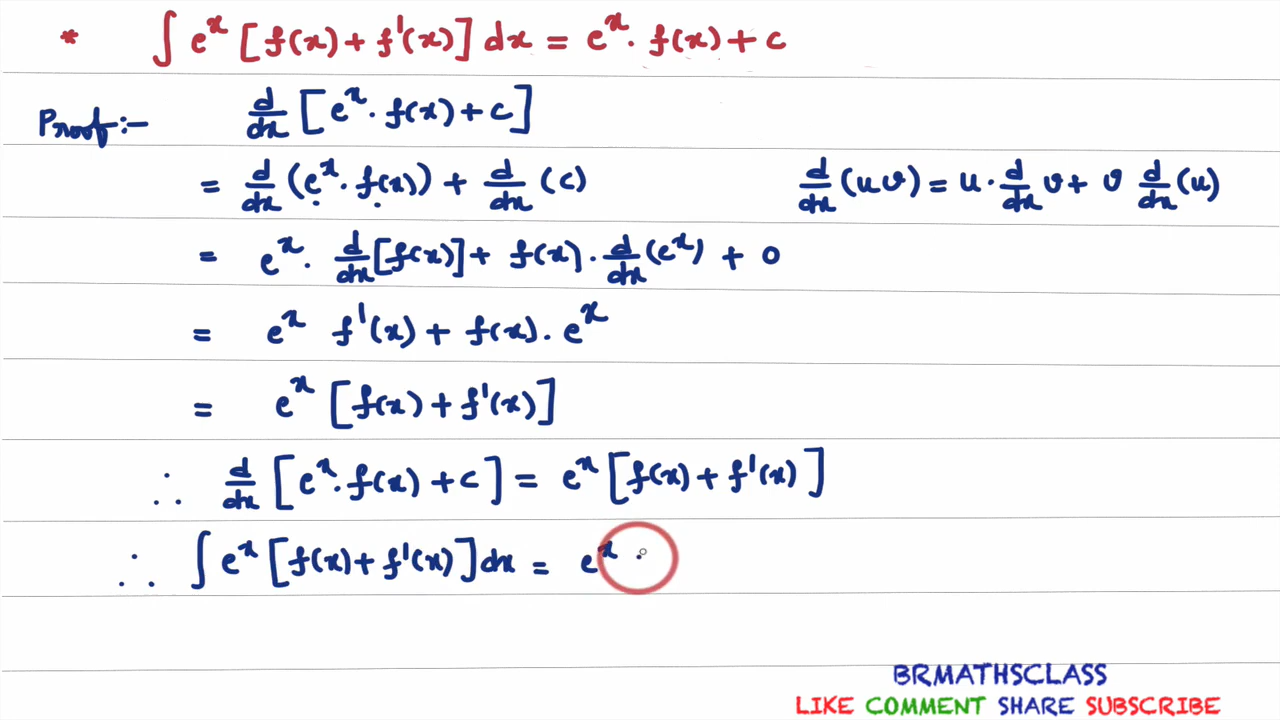 * ∫ eˣ [f(x) + f'(x)] dx = eˣ · f(x) + c
Proof:- d/dx [eˣ · f(x) + c]
= d/dx (eˣ · f(x)) + d/dx (c) d/dx (uv) = u · d/dx v + v d/dx (u)
= eˣ · d/dx [f(x)] + f(x) · d/dx (eˣ) + 0
= eˣ f'(x) + f(x) · eˣ
= eˣ [f(x) + f'(x)]
∴ d/dx [eˣ · f(x) + c] = eˣ [f(x) + f'(x)]
∴ ∫ eˣ [f(x) + f'(x)] dx = eˣ ·
BRMATHSCLASS
LIKE COMMENT SHARE SUBSCRIBE